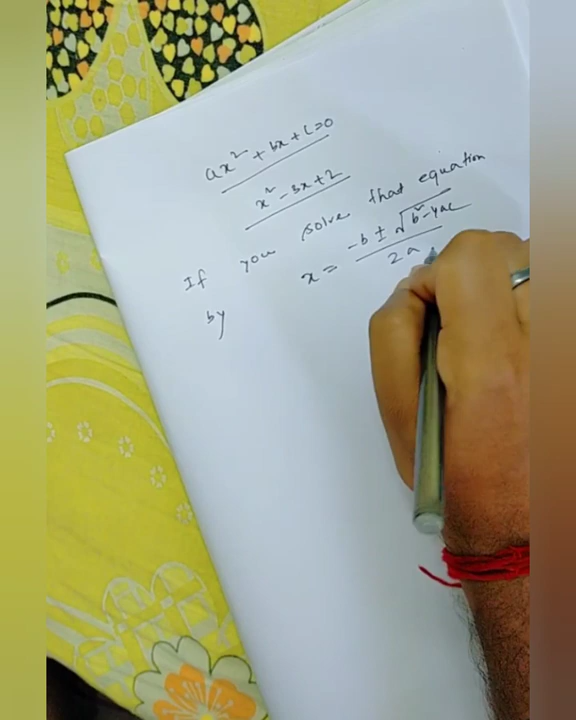 ax² + bx + c = 0
x² - 3x + 2
If you solve that equation
by x = -b ± √b² - 4ac / 2a